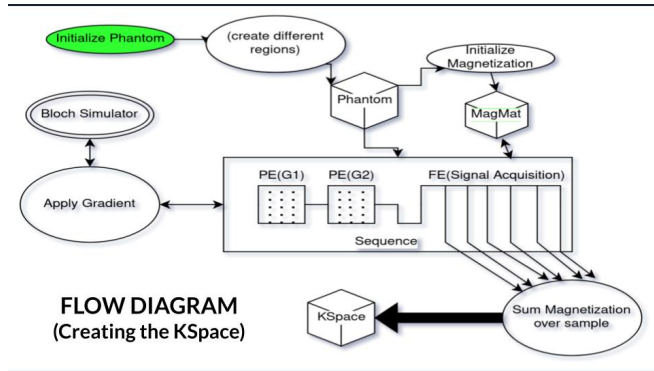 Initialize Phantom
(create different
regions)
Initialize
Magnetization
Phantom
MagMat
Bloch Simulator
Apply Gradient
PE(G1)
PE(G2)
FE(Signal Acquisition)
Sequence
FLOW DIAGRAM
(Creating the KSpace)
KSpace
Sum Magnetization
over sample